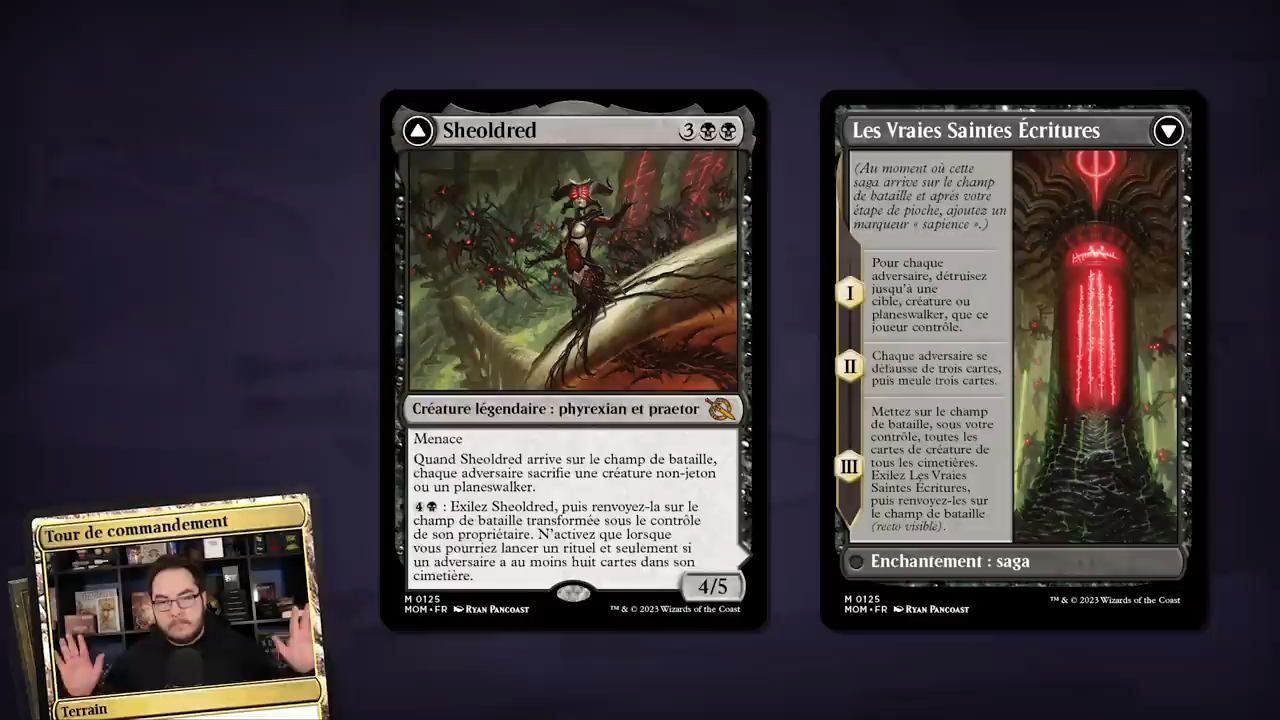 Sheoldred
3
Créature légendaire : phyrexian et praetor
Menace
Quand Sheoldred arrive sur le champ de bataille,
chaque adversaire sacrifie une créature non-jeton
ou un planeswalker.
4 : Exilez Sheoldred, puis renvoyez-la sur le
champ de bataille transformée sous le contrôle
de son propriétaire. N'activez que lorsque
vous pourriez lancer un rituel et seulement si
un adversaire a au moins huit cartes dans son
cimetière.
4/5
M 0125
MOM • FR Ryan Pancoast
™ & © 2023 Wizards of the Coast
Les Vraies Saintes Écritures
(Au moment où cette
saga arrive sur le champ
de bataille et après votre
étape de pioche, ajoutez un
marqueur « sapience ».)
I
Pour chaque
adversaire, détruisez
jusqu'à une
cible, créature ou
planeswalker, que ce
joueur contrôle.
II
Chaque adversaire se
défausse de trois cartes,
puis meule trois cartes.
III
Mettez sur le champ
de bataille, sous votre
contrôle, toutes les
cartes de créature de
tous les cimetières.
Exilez Les Vraies
Saintes Écritures,
puis renvoyez-les sur
le champ de bataille
(recto visible).
Enchantement : saga
M 0125
MOM • FR Ryan Pancoast
™ & © 2023 Wizards of the Coast
Tour de commandement
Terrain